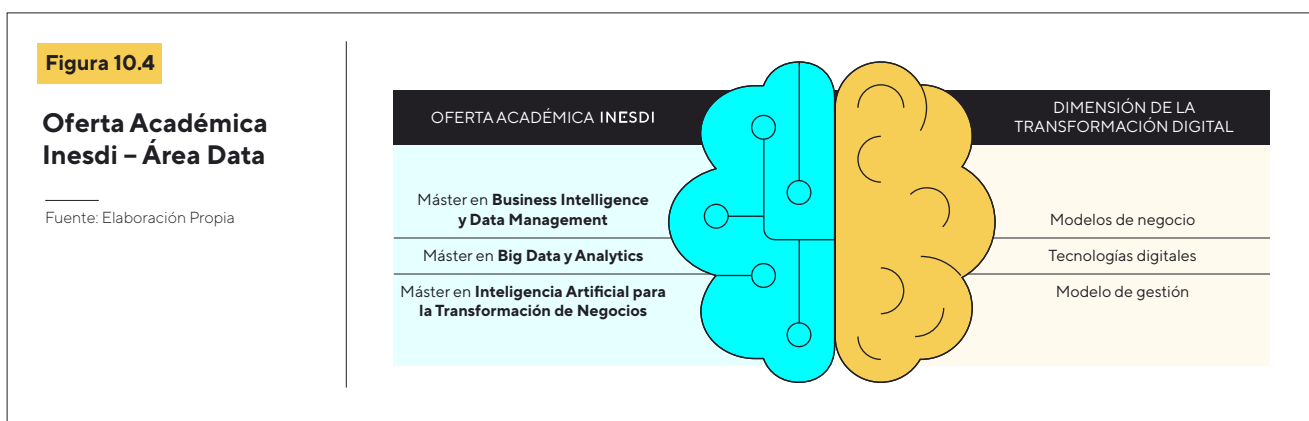 Figura 10.4
Oferta Académica
Inesdi – Área Data
Fuente: Elaboración Propia
OFERTA ACADÉMICA INESDI
DIMENSIÓN DE LA
TRANSFORMACIÓN DIGITAL
Máster en Business Intelligence
y Data Management
Modelos de negocio
Máster en Big Data y Analytics
Tecnologías digitales
Máster en Inteligencia Artificial para
la Transformación de Negocios
Modelo de gestión